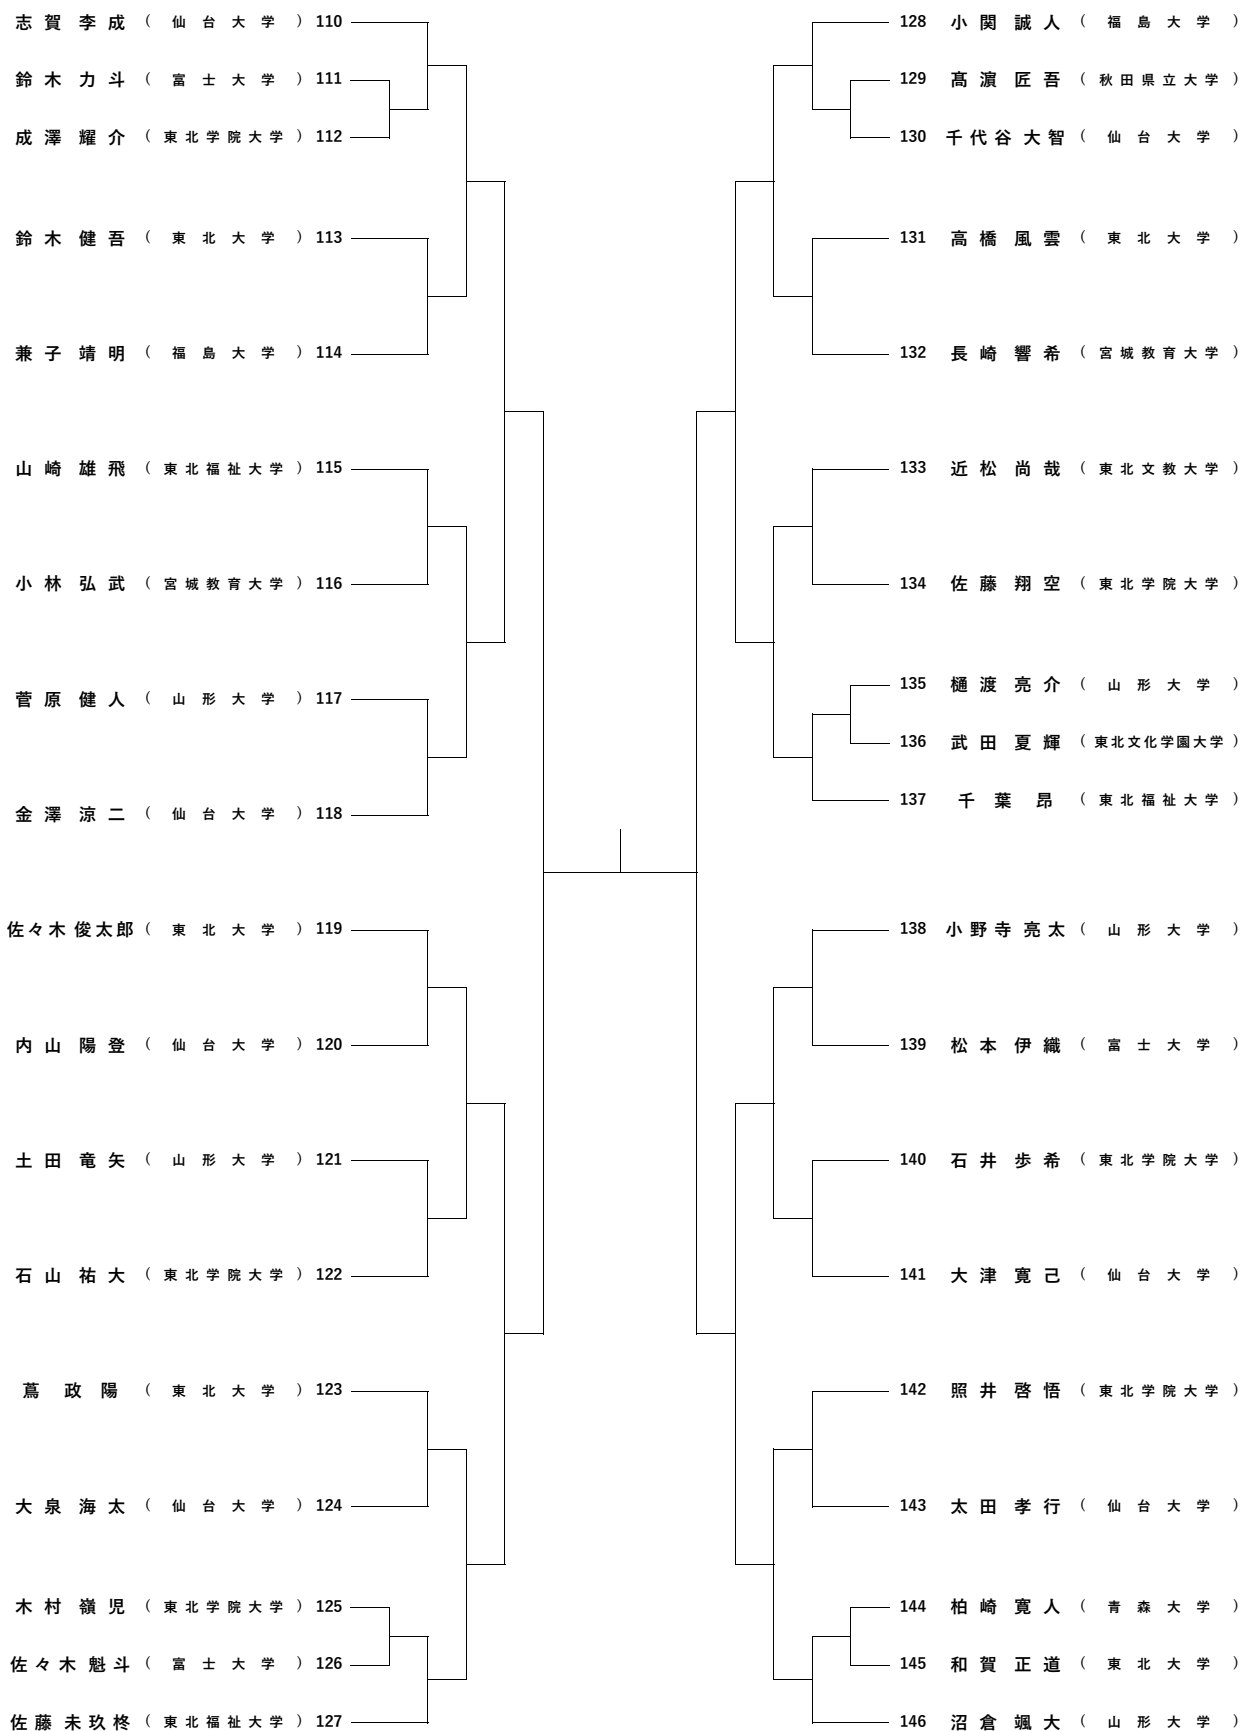 志賀 李成 ( 仙台大学 ) 110
鈴木 力斗 ( 富士大学 ) 111
成澤 耀介 ( 東北学院大学 ) 112
鈴木 健吾 ( 東北大学 ) 113
兼子 靖明 ( 福島大学 ) 114
山崎 雄飛 ( 東北福祉大学 ) 115
小林 弘武 ( 宮城教育大学 ) 116
菅原 健人 ( 山形大学 ) 117
金澤 涼二 ( 仙台大学 ) 118
佐々木 俊太郎 ( 東北大学 ) 119
内山 陽登 ( 仙台大学 ) 120
土田 竜矢 ( 山形大学 ) 121
石山 祐大 ( 東北学院大学 ) 122
蔦 政陽 ( 東北大学 ) 123
大泉 海太 ( 仙台大学 ) 124
木村 嶺児 ( 東北学院大学 ) 125
佐々木 魁斗 ( 富士大学 ) 126
佐藤 未玖柊 ( 東北福祉大学 ) 127
128 小関 誠人 ( 福島大学 )
129 髙濵 匠吾 ( 秋田県立大学 )
130 千代谷 大智 ( 仙台大学 )
131 高橋 風雲 ( 東北大学 )
132 長崎 響希 ( 宮城教育大学 )
133 近松 尚哉 ( 東北文教大学 )
134 佐藤 翔空 ( 東北学院大学 )
135 樋渡 亮介 ( 山形大学 )
136 武田 夏輝 ( 東北文化学園大学 )
137 千葉 昂 ( 東北福祉大学 )
138 小野寺 亮太 ( 山形大学 )
139 松本 伊織 ( 富士大学 )
140 石井 歩希 ( 東北学院大学 )
141 大津 寛己 ( 仙台大学 )
142 照井 啓悟 ( 東北学院大学 )
143 太田 孝行 ( 仙台大学 )
144 柏崎 寛人 ( 青森大学 )
145 和賀 正道 ( 東北大学 )
146 沼倉 颯大 ( 山形大学 )